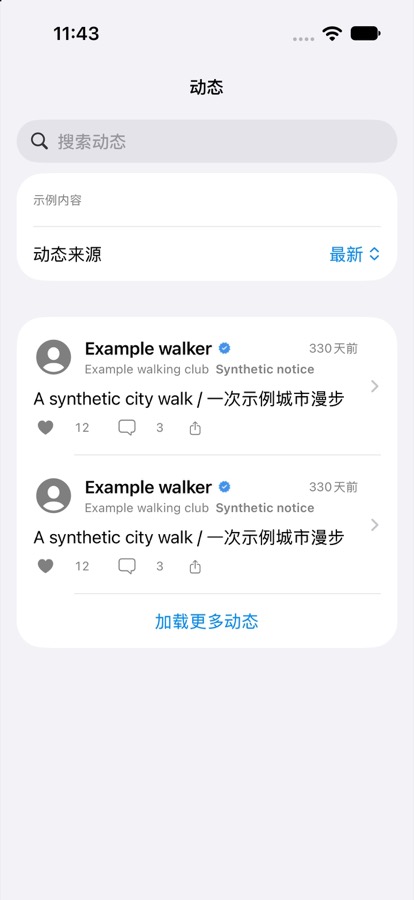 11:43
动态
搜索动态
示例内容
动态来源 最新
Example walker 330天前
Example walking club Synthetic notice
A synthetic city walk / 一次示例城市漫步
12 3
Example walker 330天前
Example walking club Synthetic notice
A synthetic city walk / 一次示例城市漫步
12 3
加载更多动态